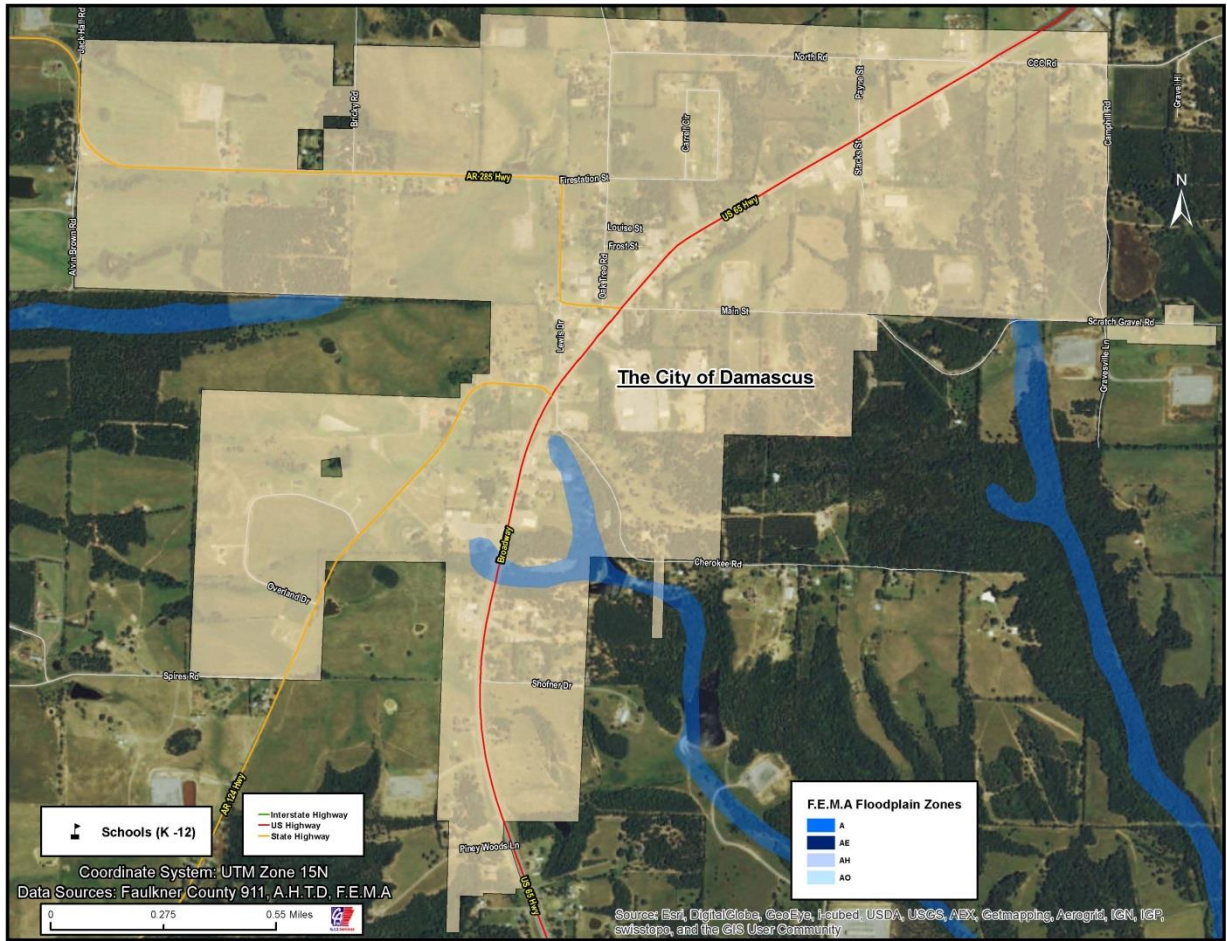 Jack Hall Rd
North Rd
Payne St
CCC Rd
Gravel Hl
Bricky Rd
Carrell Cir
Stacks St
Camphill Rd
AR-285 Hwy
Firestation St
US 65 Hwy
N
Alvin Brown Rd
Louise St
Frost St
Oak Tree Rd
Main St
Scratch Gravel Rd
Lewis Dr
Gravesville Ln
The City of Damascus
Broadway
Cherokee Rd
Overland Dr
Spires Rd
Shofner Dr
AR 124 Hwy
Piney Woods Ln
US 65 Hwy
Schools (K -12)
Interstate Highway
US Highway
State Highway
F.E.M.A Floodplain Zones
A
AE
AH
AO
Coordinate System: UTM Zone 15N
Data Sources: Faulkner County 911, A.H.T.D, F.E.M.A
0 0.275 0.55 Miles
Source: Esri, DigitalGlobe, GeoEye, i-cubed, USDA, USGS, AEX, Getmapping, Aerogrid, IGN, IGP,
swisstopo, and the GIS User Community